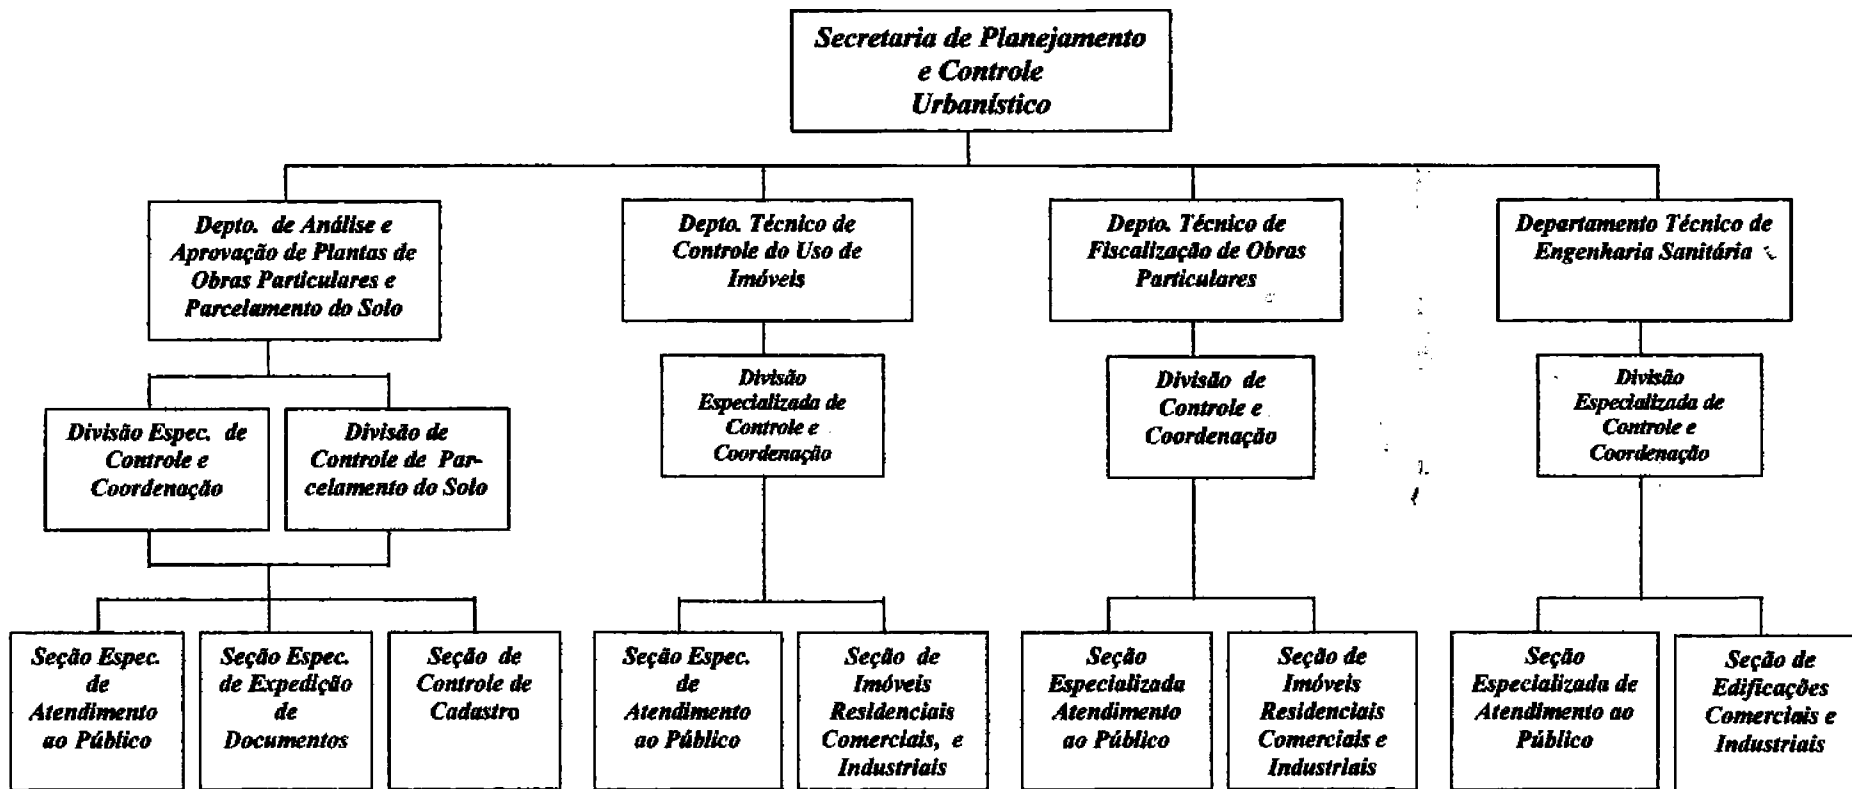 Secretaria de Planejamento
e Controle
Urbanístico
Depto. de Análise e
Aprovação de Plantas de
Obras Particulares e
Parcelamento do Solo
Depto. Técnico de
Controle do Uso de
Imóveis
Depto. Técnico de
Fiscalização de Obras
Particulares
Departamento Técnico de
Engenharia Sanitária
Divisão Espec. de
Controle e
Coordenação
Divisão de
Controle de Par-
celamento do Solo
Divisão
Especializada de
Controle e
Coordenação
Divisão de
Controle e
Coordenação
Divisão
Especializada de
Controle e
Coordenação
Seção Espec.
de
Atendimento
ao Público
Seção Espec.
de Expedição
de
Documentos
Seção de
Controle de
Cadastro
Seção Espec.
de
Atendimento
ao Público
Seção de
Imóveis
Residenciais
Comerciais, e
Industriais
Seção
Especializada
Atendimento
ao Público
Seção de
Imóveis
Residenciais
Comerciais e
Industriais
Seção
Especializada de
Atendimento ao
Público
Seção de
Edificações
Comerciais e
Industriais